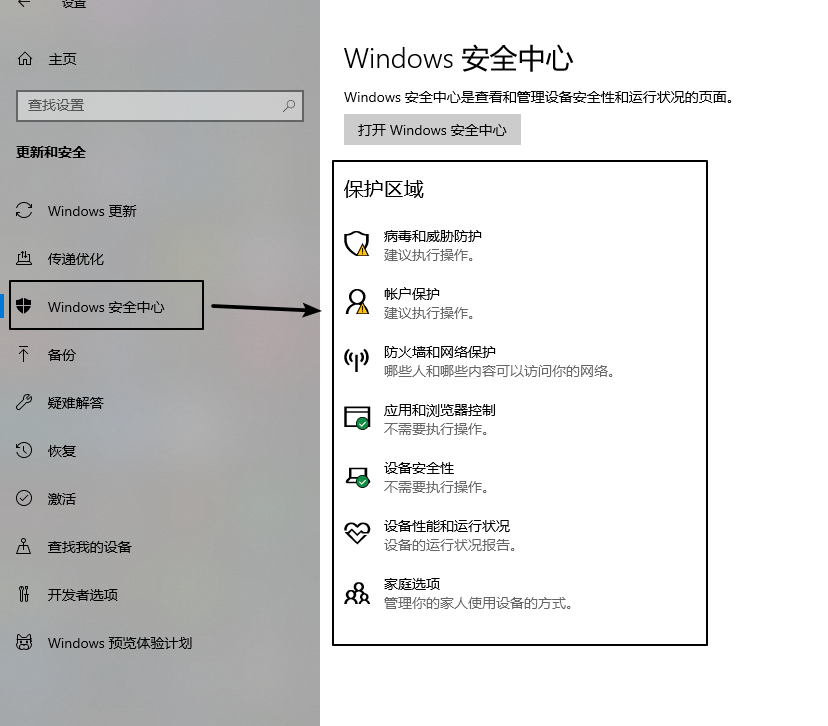 设置
主页
查找设置
更新和安全
Windows 更新
传递优化
Windows 安全中心
备份
疑难解答
恢复
激活
查找我的设备
开发者选项
Windows 预览体验计划
Windows 安全中心
Windows 安全中心是查看和管理设备安全性和运行状况的页面。
打开 Windows 安全中心
保护区域
病毒和威胁防护
建议执行操作。
帐户保护
建议执行操作。
防火墙和网络保护
哪些人和哪些内容可以访问你的网络。
应用和浏览器控制
不需要执行操作。
设备安全性
不需要执行操作。
设备性能和运行状况
设备的运行状况报告。
家庭选项
管理你的家人使用设备的方式。